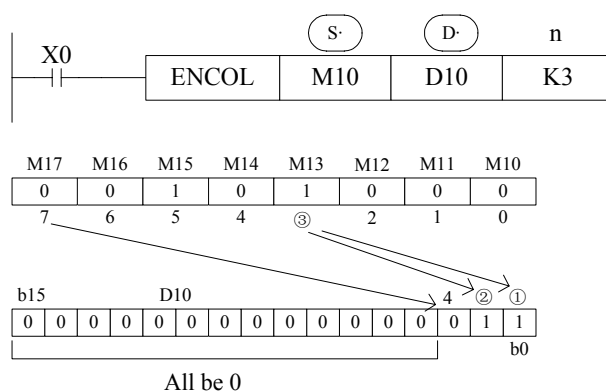 S· D· n
X0
ENCOL M10 D10 K3
M17 M16 M15 M14 M13 M12 M11 M10
0 0 1 0 1 0 0 0
7 6 5 4 ③ 2 1 0
4 ② ①
b15 D10
0 0 0 0 0 0 0 0 0 0 0 0 0 0 1 1
b0
All be 0